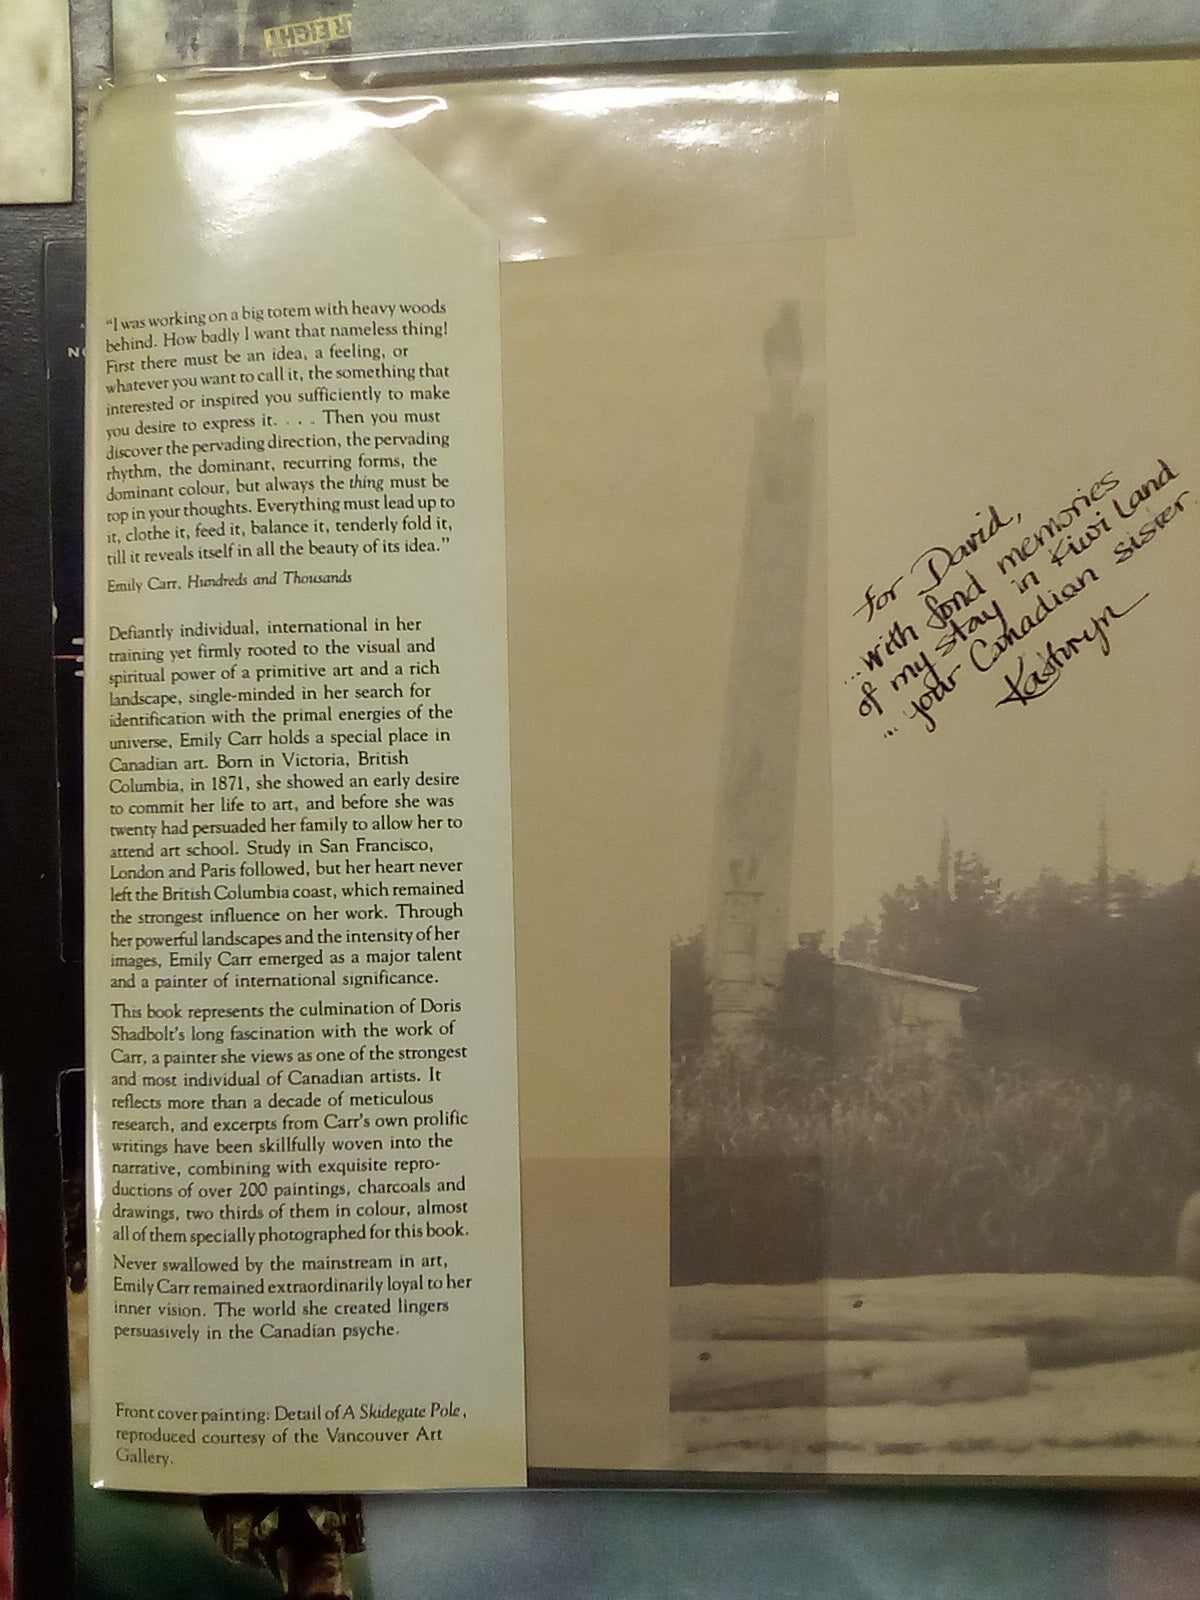 R EIGHT
"I was working on a big totem with heavy woods
behind. How badly I want that nameless thing!
First there must be an idea, a feeling, or
whatever you want to call it, the something that
interested or inspired you sufficiently to make
you desire to express it. . . . Then you must
discover the pervading direction, the pervading
rhythm, the dominant, recurring forms, the
dominant colour, but always the thing must be
top in your thoughts. Everything must lead up to
it, clothe it, feed it, balance it, tenderly fold it,
till it reveals itself in all the beauty of its idea."
Emily Carr, Hundreds and Thousands
Defiantly individual, international in her
training yet firmly rooted to the visual and
spiritual power of a primitive art and a rich
landscape, single-minded in her search for
identification with the primal energies of the
universe, Emily Carr holds a special place in
Canadian art. Born in Victoria, British
Columbia, in 1871, she showed an early desire
to commit her life to art, and before she was
twenty had persuaded her family to allow her to
attend art school. Study in San Francisco,
London and Paris followed, but her heart never
left the British Columbia coast, which remained
the strongest influence on her work. Through
her powerful landscapes and the intensity of her
images, Emily Carr emerged as a major talent
and a painter of international significance.
This book represents the culmination of Doris
Shadbolt's long fascination with the work of
Carr, a painter she views as one of the strongest
and most individual of Canadian artists. It
reflects more than a decade of meticulous
research, and excerpts from Carr's own prolific
writings have been skillfully woven into the
narrative, combining with exquisite repro-
ductions of over 200 paintings, charcoals and
drawings, two thirds of them in colour, almost
all of them specially photographed for this book.
Never swallowed by the mainstream in art,
Emily Carr remained extraordinarily loyal to her
inner vision. The world she created lingers
persuasively in the Canadian psyche.
Front cover painting: Detail of A Skidegate Pole,
reproduced courtesy of the Vancouver Art
Gallery.
For David,
...with fond memories
of my stay in Kiwi Land
...your Canadian sister
Kathryn